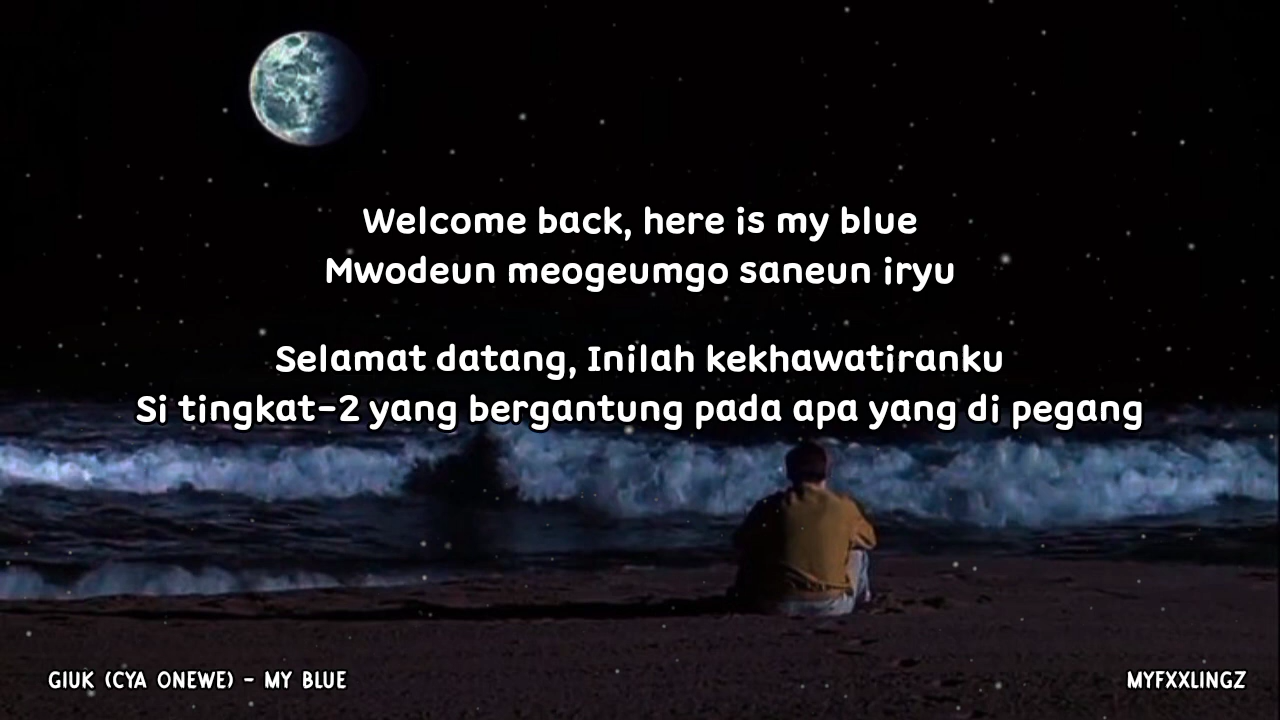 Welcome back, here is my blue
Mwodeun meogeumgo saneun iryu
Selamat datang, Inilah kekhawatiranku
Si tingkat-2 yang bergantung pada apa yang di pegang
GIUK (CYA ONEWE) - MY BLUE
MYFXXLINGZ